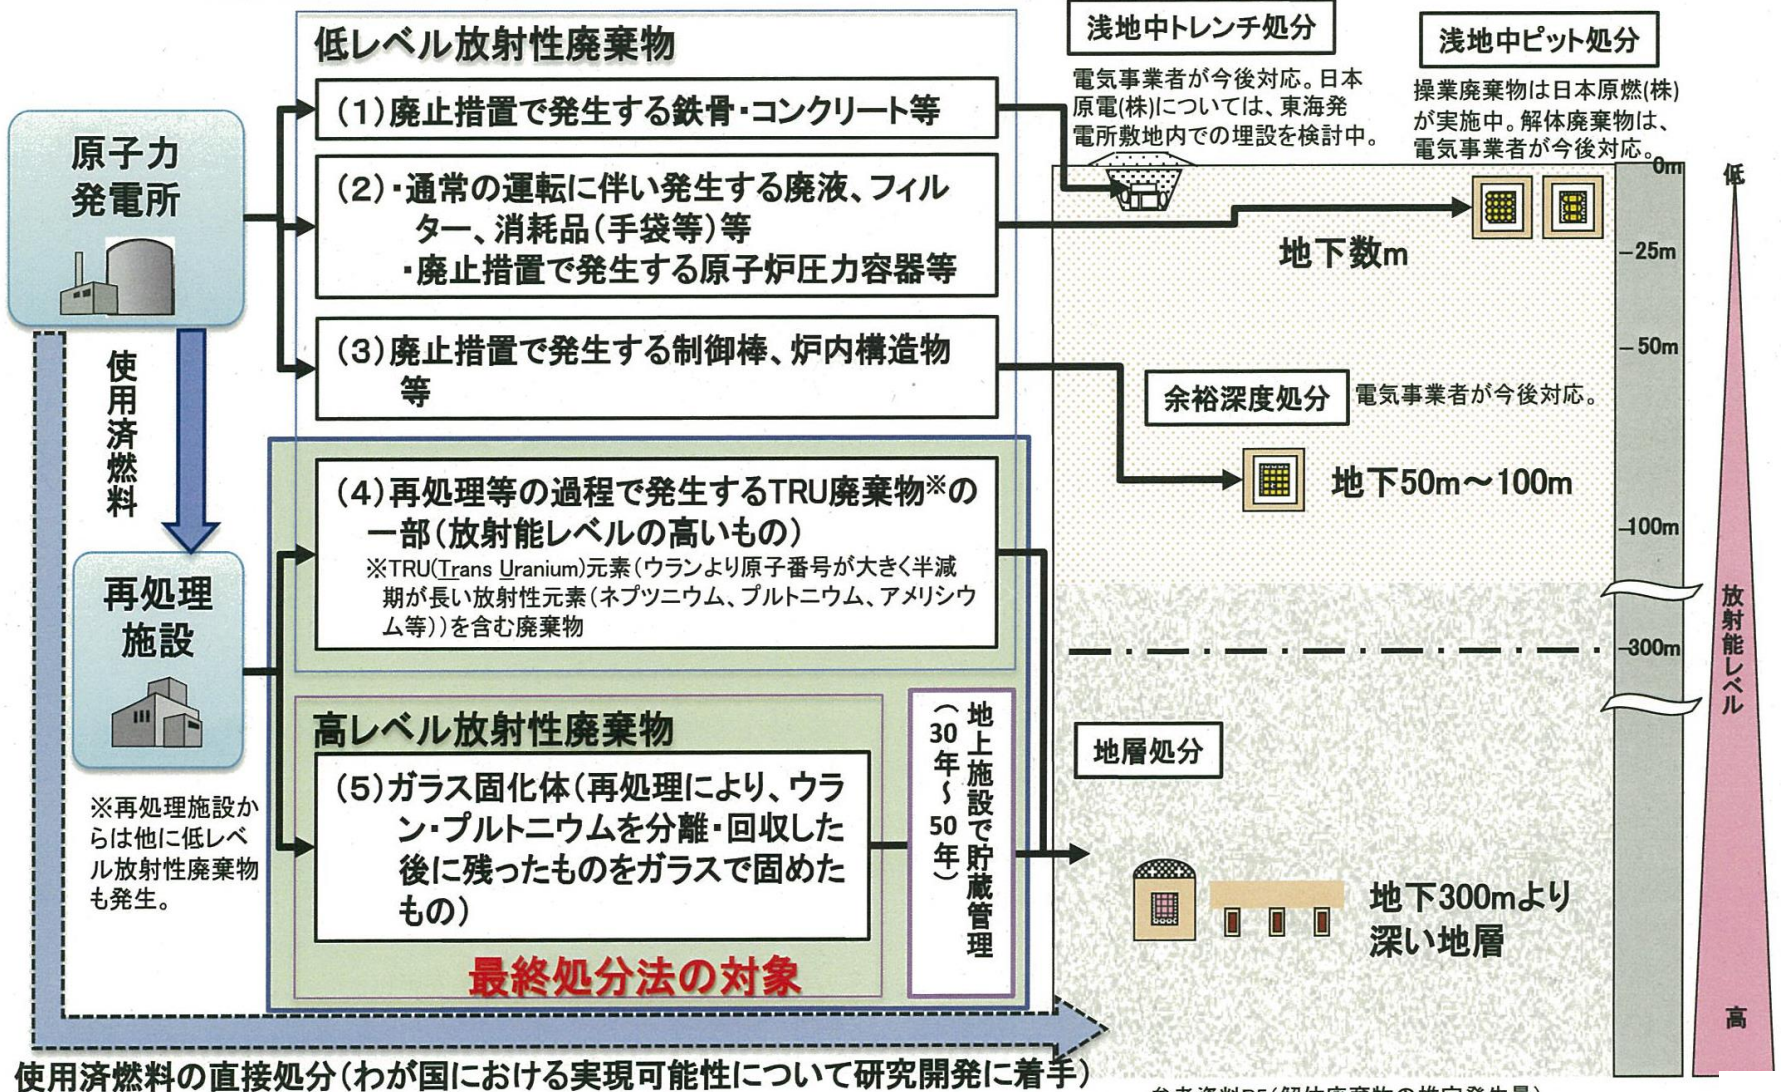 低レベル放射性廃棄物
原子力
発電所
(1)廃止措置で発生する鉄骨・コンクリート等
(2)・通常の運転に伴い発生する廃液、フィル
ター、消耗品(手袋等)等
・廃止措置で発生する原子炉圧力容器等
(3)廃止措置で発生する制御棒、炉内構造物
等
使用済燃料
再処理
施設
※再処理施設か
らは他に低レベ
ル放射性廃棄物
も発生。
(4)再処理等の過程で発生するTRU廃棄物※の
一部(放射能レベルの高いもの)
※TRU(Trans Uranium)元素(ウランより原子番号が大きく半減
期が長い放射性元素(ネプツニウム、プルトニウム、アメリシウ
ム等))を含む廃棄物
高レベル放射性廃棄物
(5)ガラス固化体(再処理により、ウラ
ン・プルトニウムを分離・回収した
後に残ったものをガラスで固めた
もの)
最終処分法の対象
地上施設で貯蔵管理
(30年~50年)
浅地中トレンチ処分
電気事業者が今後対応。日本
原電(株)については、東海発
電所敷地内での埋設を検討中。
浅地中ピット処分
操業廃棄物は日本原燃(株)
が実施中。解体廃棄物は、
電気事業者が今後対応。
地下数m
余裕深度処分
電気事業者が今後対応。
地下50m~100m
地層処分
地下300mより
深い地層
0m
25m
50m
100m
300m
低
放射能レベル
高
使用済燃料の直接処分(わが国における実現可能性について研究開発に着手)